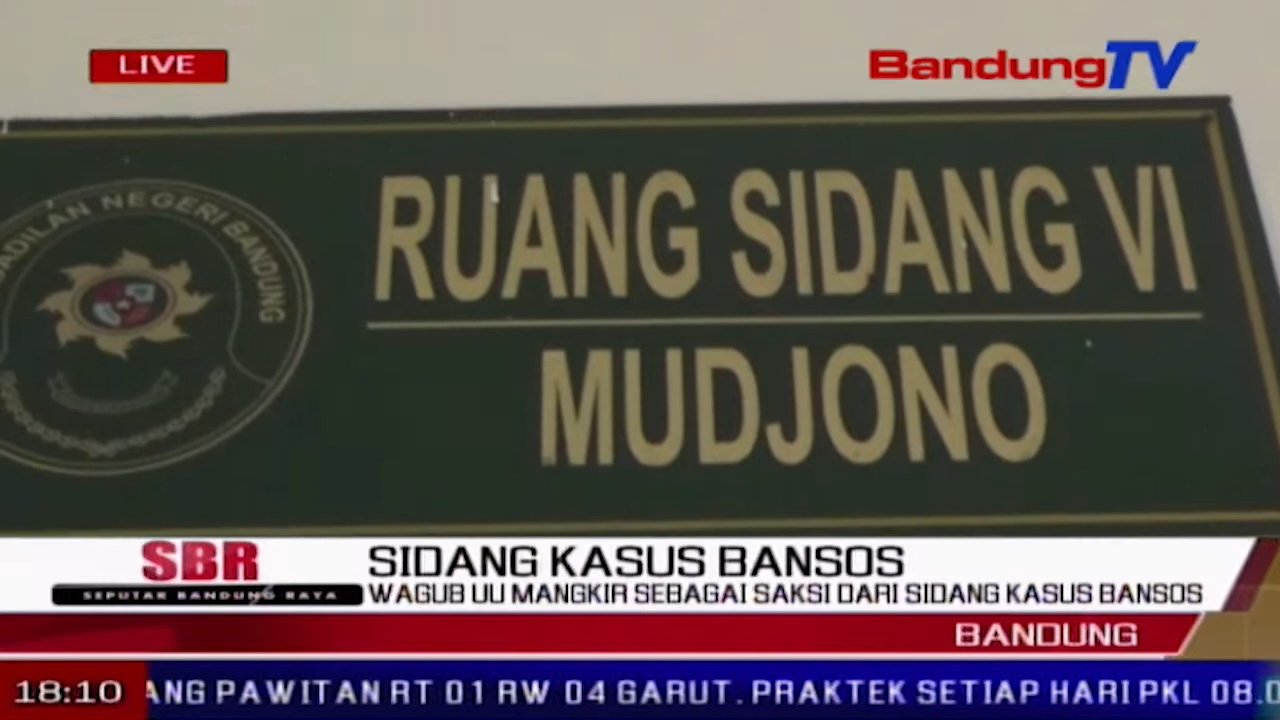 LIVE
BandungTV
RUANG SIDANG VI
MUDJONO
NEGERI BANDUNG
SBR
SEPUTAR BANDUNG RAYA
SIDANG KASUS BANSOS
WAGUB UU MANGKIR SEBAGAI SAKSI DARI SIDANG KASUS BANSOS
BANDUNG
18:10 ANG PAWITAN RT 01 RW 04 GARUT. PRAKTEK SETIAP HARI PKL 08.0